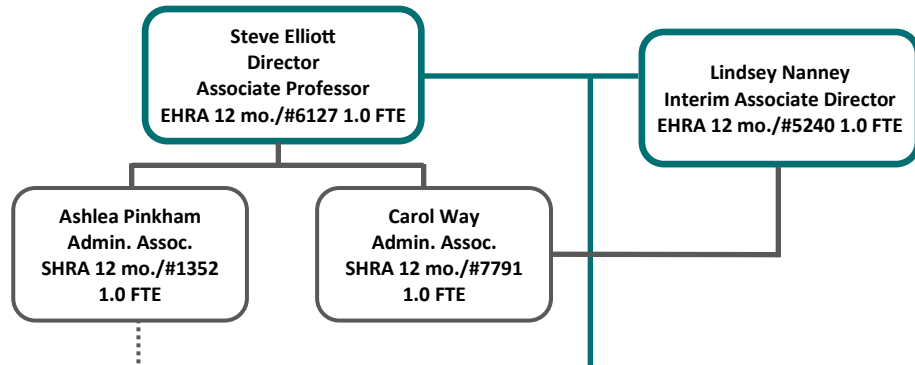 Steve Elliott
Director
Associate Professor
EHRA 12 mo./#6127 1.0 FTE
Lindsey Nanney
Interim Associate Director
EHRA 12 mo./#5240 1.0 FTE
Ashlea Pinkham
Admin. Assoc.
SHRA 12 mo./#1352
1.0 FTE
Carol Way
Admin. Assoc.
SHRA 12 mo./#7791
1.0 FTE